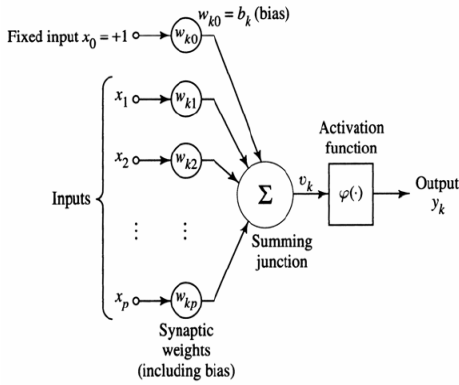 w_k0 = b_k (bias)
Fixed input x_0 = +1
w_k0
x_1
w_k1
Activation
function
x_2
w_k2
Inputs
Σ
v_k
φ(·)
Output
y_k
Summing
junction
x_p
w_kp
Synaptic
weights
(including bias)